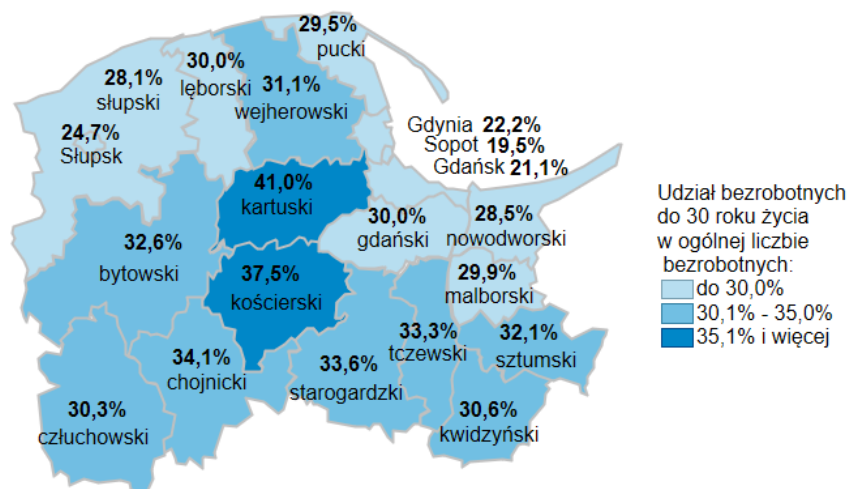 29,5%
pucki
30,0%
lęborski
28,1%
słupski
31,1%
wejherowski
24,7%
Słupsk
Gdynia 22,2%
Sopot 19,5%
Gdańsk 21,1%
41,0%
kartuski
30,0%
gdański
28,5%
nowodworski
32,6%
bytowski
37,5%
kościerski
29,9%
malborski
33,3%
tczewski
32,1%
sztumski
34,1%
chojnicki
33,6%
starogardzki
30,3%
człuchowski
30,6%
kwidzyński
Udział bezrobotnych
do 30 roku życia
w ogólnej liczbie
bezrobotnych:
do 30,0%
30,1% - 35,0%
35,1% i więcej